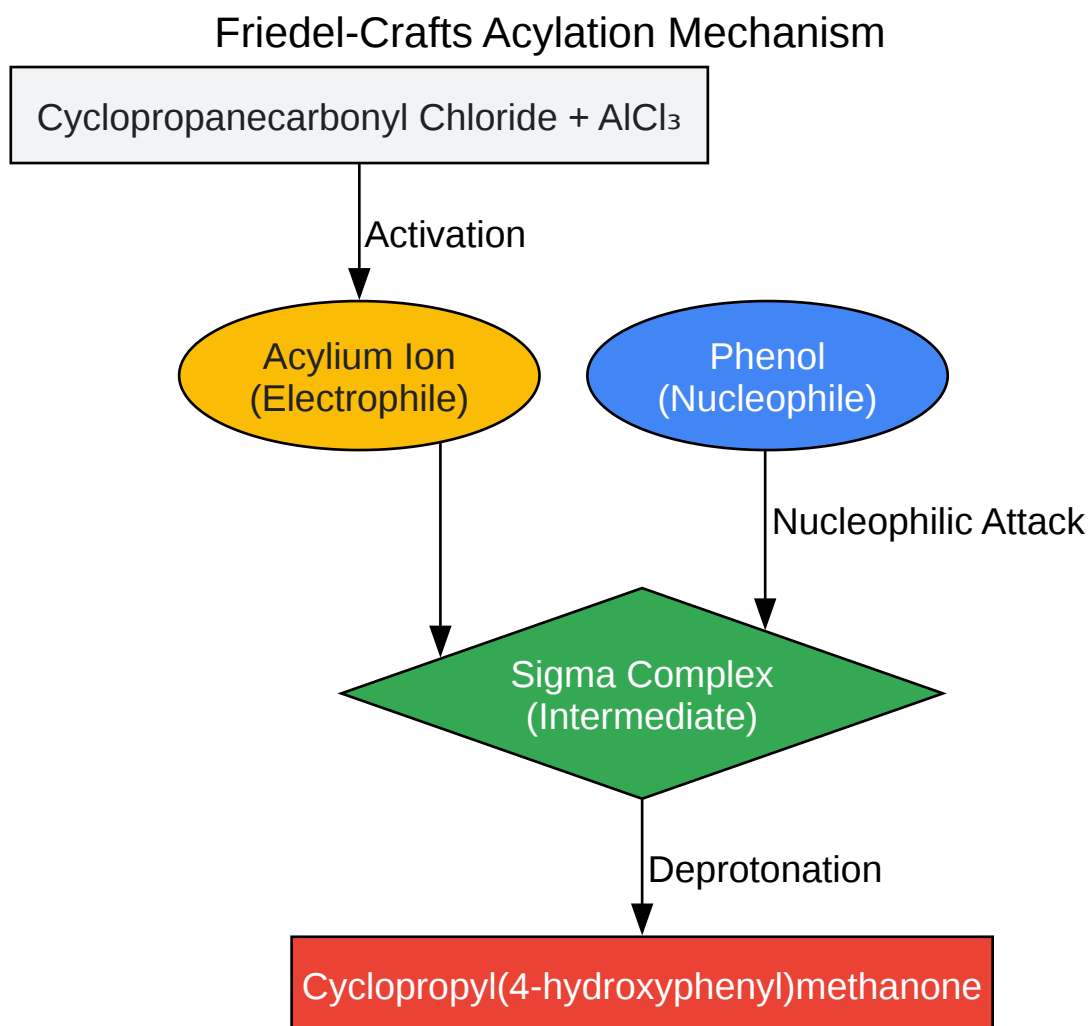 Friedel-Crafts Acylation Mechanism
Cyclopropanecarbonyl Chloride + AlCl₃
Activation
Acylium Ion
(Electrophile)
Phenol
(Nucleophile)
Nucleophilic Attack
Sigma Complex
(Intermediate)
Deprotonation
Cyclopropyl(4-hydroxyphenyl)methanone